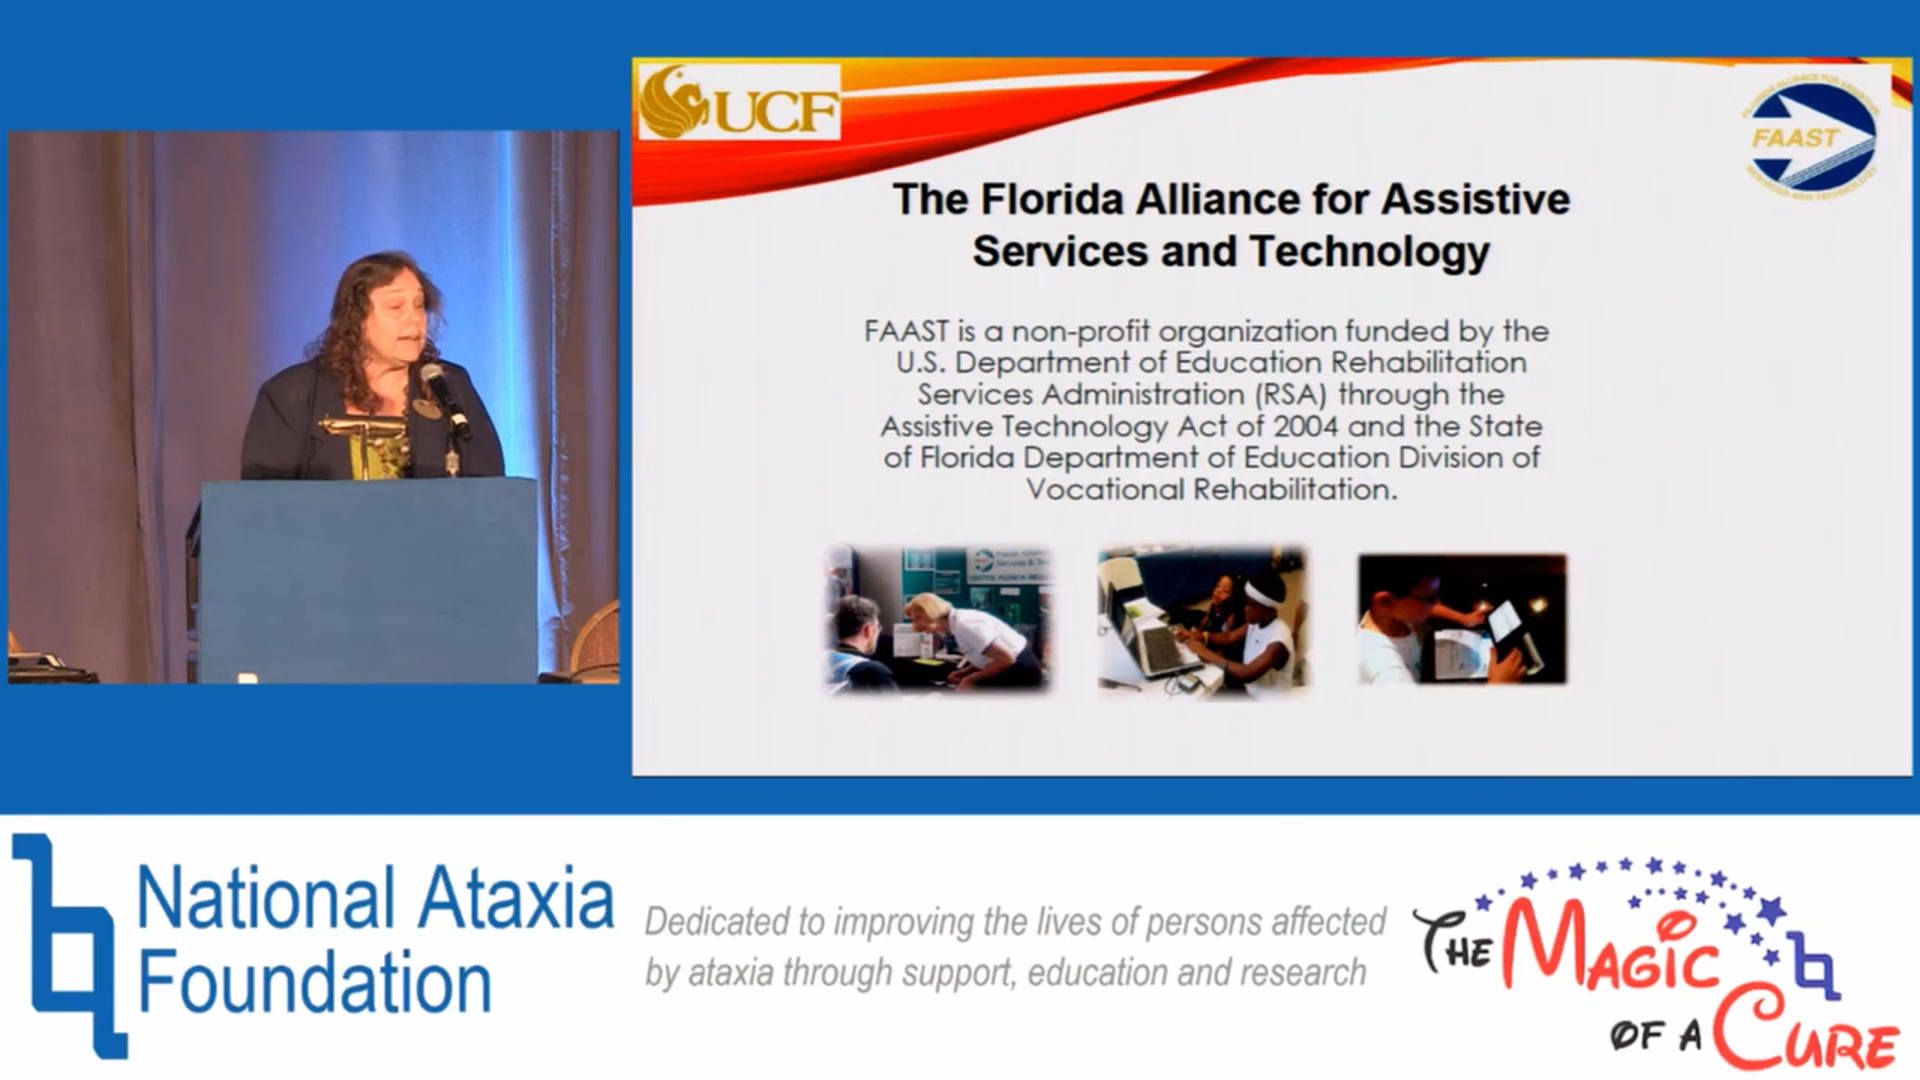 UCF
FAAST
The Florida Alliance for Assistive
Services and Technology
FAAST is a non-profit organization funded by the
U.S. Department of Education Rehabilitation
Services Administration (RSA) through the
Assistive Technology Act of 2004 and the State
of Florida Department of Education Division of
Vocational Rehabilitation.
National Ataxia
Foundation
Dedicated to improving the lives of persons affected
by ataxia through support, education and research
THE MAGIC
OF A CURE